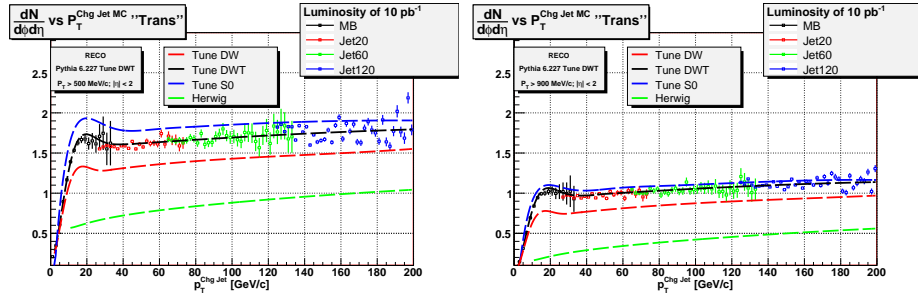 dN/dφdη vs P_T^Chg Jet MC "Trans"
Luminosity of 10 pb⁻¹
MB
Jet20
Jet60
Jet120
RECO
Pythia 6.227 Tune DWT
P_T > 500 MeV/c; |η| < 2
Tune DW
Tune DWT
Tune S0
Herwig
2.5
2
1.5
1
0.5
0 20 40 60 80 100 120 140 160 180 200
p_T^Chg Jet [GeV/c]
dN/dφdη vs P_T^Chg Jet MC "Trans"
Luminosity of 10 pb⁻¹
MB
Jet20
Jet60
Jet120
RECO
Pythia 6.227 Tune DWT
P_T > 900 MeV/c; |η| < 2
Tune DW
Tune DWT
Tune S0
Herwig
2.5
2
1.5
1
0.5
0 20 40 60 80 100 120 140 160 180 200
p_T^Chg Jet [GeV/c]